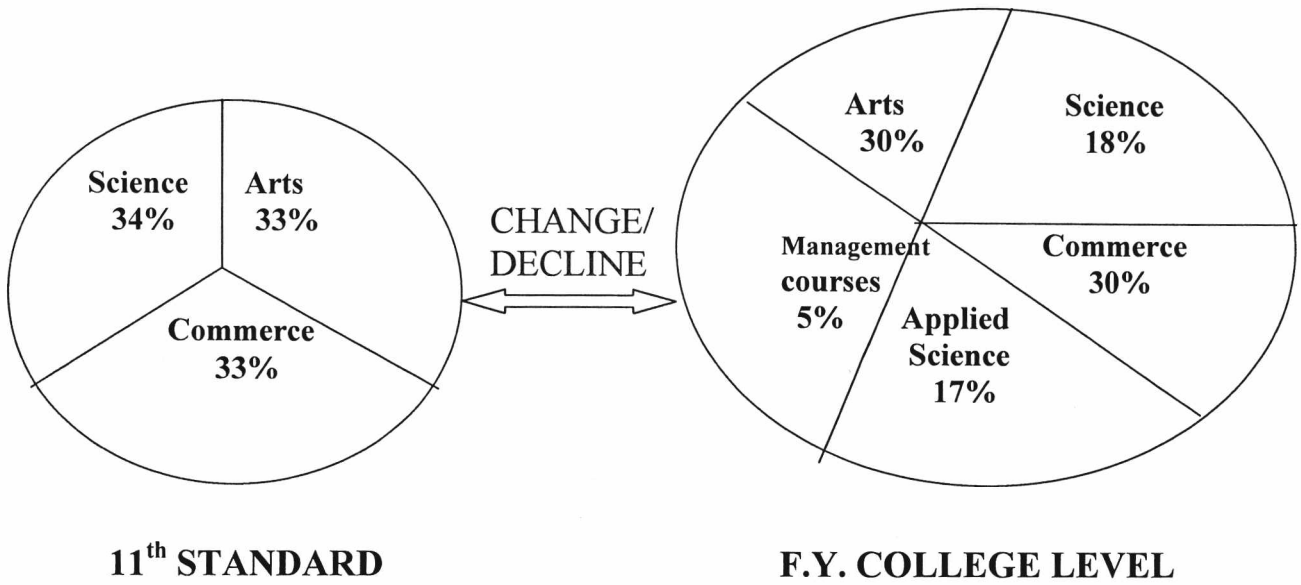 Science
34%
Arts
33%
Commerce
33%
CHANGE/
DECLINE
Arts
30%
Science
18%
Management
courses
5%
Commerce
30%
Applied
Science
17%
11th STANDARD
F.Y. COLLEGE LEVEL